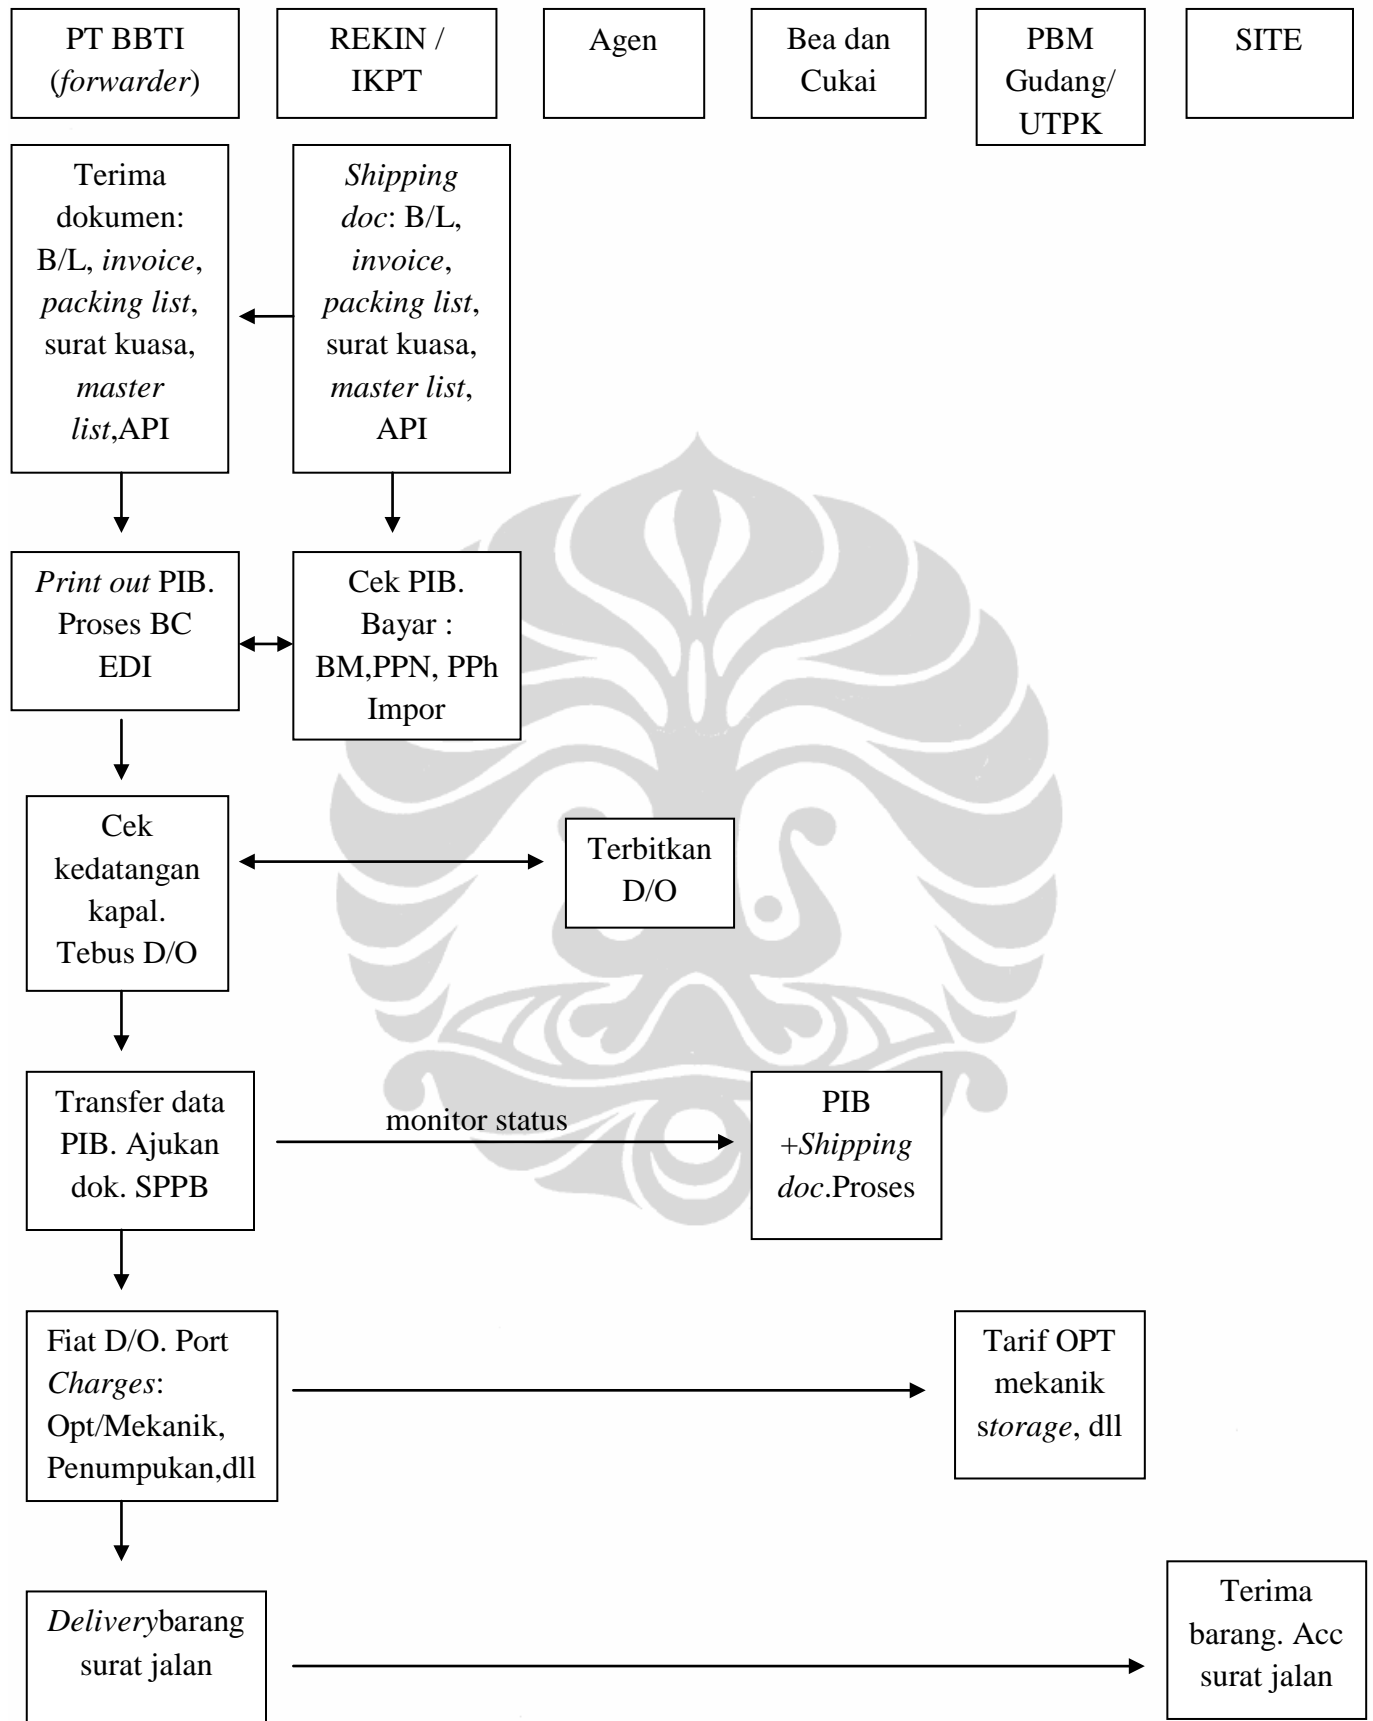 PT BBTI
(forwarder)
REKIN /
IKPT
Agen
Bea dan
Cukai
PBM
Gudang/
UTPK
SITE
Terima
dokumen:
B/L, invoice,
packing list,
surat kuasa,
master
list,API
Shipping
doc: B/L,
invoice,
packing list,
surat kuasa,
master list,
API
Print out PIB.
Proses BC
EDI
Cek PIB.
Bayar :
BM,PPN, PPh
Impor
Cek
kedatangan
kapal.
Tebus D/O
Terbitkan
D/O
Transfer data
PIB. Ajukan
dok. SPPB
monitor status
PIB
+Shipping
doc.Proses
Fiat D/O. Port
Charges:
Opt/Mekanik,
Penumpukan,dll
Tarif OPT
mekanik
storage, dll
Deliverybarang
surat jalan
Terima
barang. Acc
surat jalan